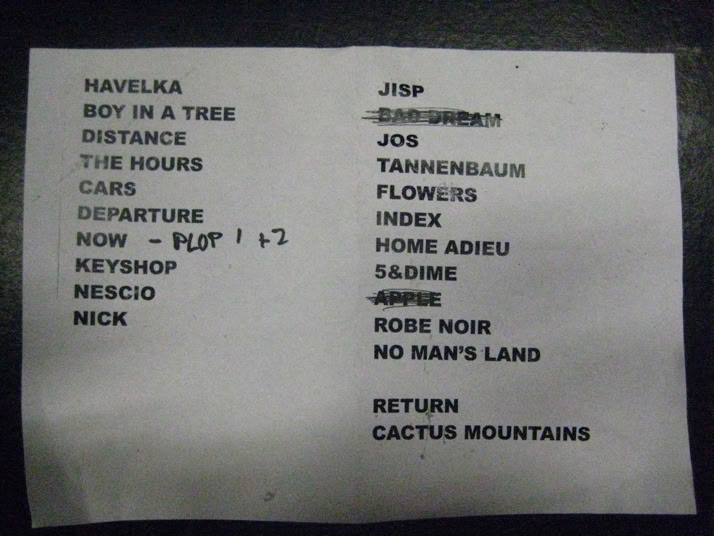 HAVELKA
BOY IN A TREE
DISTANCE
THE HOURS
CARS
DEPARTURE
NOW - PLOP 1 +2
KEYSHOP
NESCIO
NICK
JISP
BAD DREAM
JOS
TANNENBAUM
FLOWERS
INDEX
HOME ADIEU
5&DIME
APPLE
ROBE NOIR
NO MAN'S LAND
RETURN
CACTUS MOUNTAINS